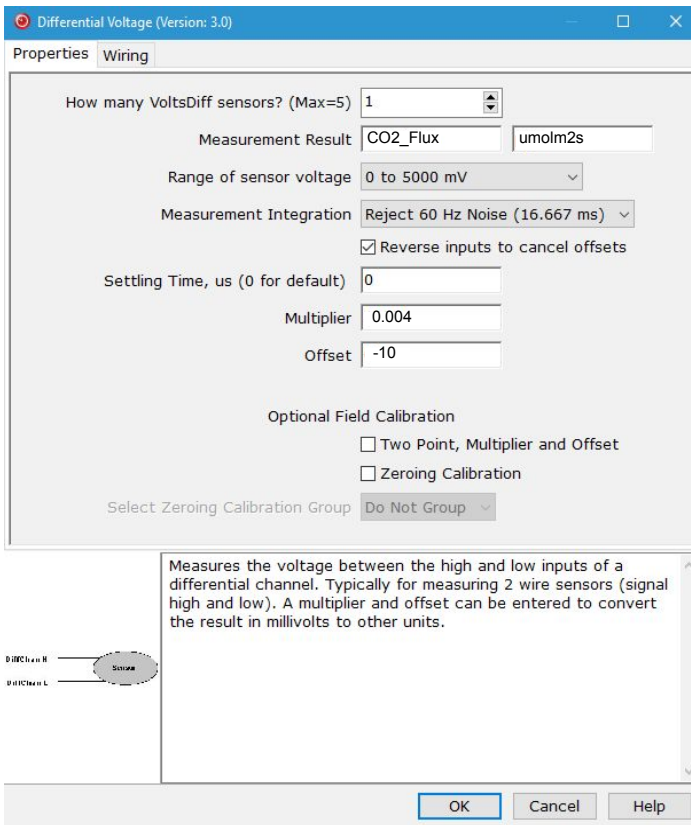 Differential Voltage (Version: 3.0)
Properties Wiring
How many VoltsDiff sensors? (Max=5) 1
Measurement Result CO2_Flux umolm2s
Range of sensor voltage 0 to 5000 mV
Measurement Integration Reject 60 Hz Noise (16.667 ms)
Reverse inputs to cancel offsets
Settling Time, us (0 for default) 0
Multiplier 0.004
Offset -10
Optional Field Calibration
Two Point, Multiplier and Offset
Zeroing Calibration
Select Zeroing Calibration Group Do Not Group
Measures the voltage between the high and low inputs of a
differential channel. Typically for measuring 2 wire sensors (signal
high and low). A multiplier and offset can be entered to convert
the result in millivolts to other units.
DiffChan H
Sensor
DiffChan L
OK Cancel Help